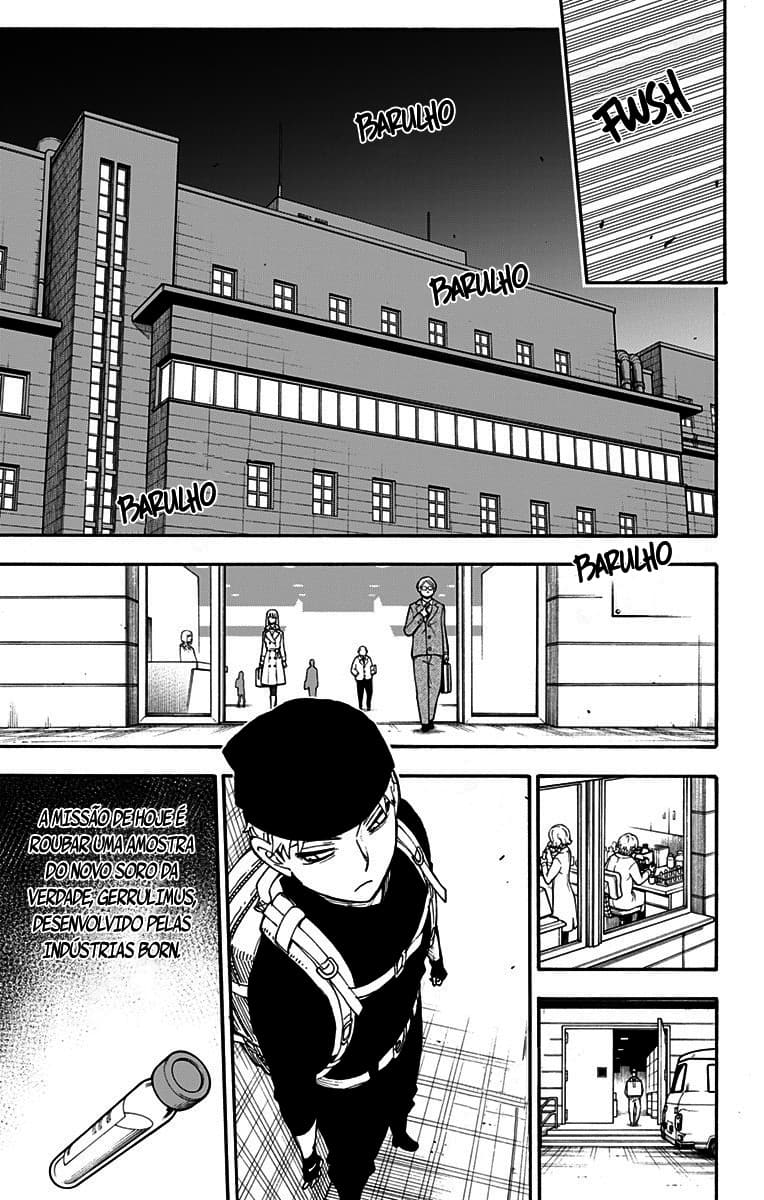 FWSH
BARULHO
BARULHO
BARULHO
BARULHO
A MISSÃO DE HOJE É
ROUBAR UMA AMOSTRA
DO NOVO SORO DA
VERDADE, GERRULIMUS,
DESENVOLVIDO PELAS
INDUSTRIAS BORN.